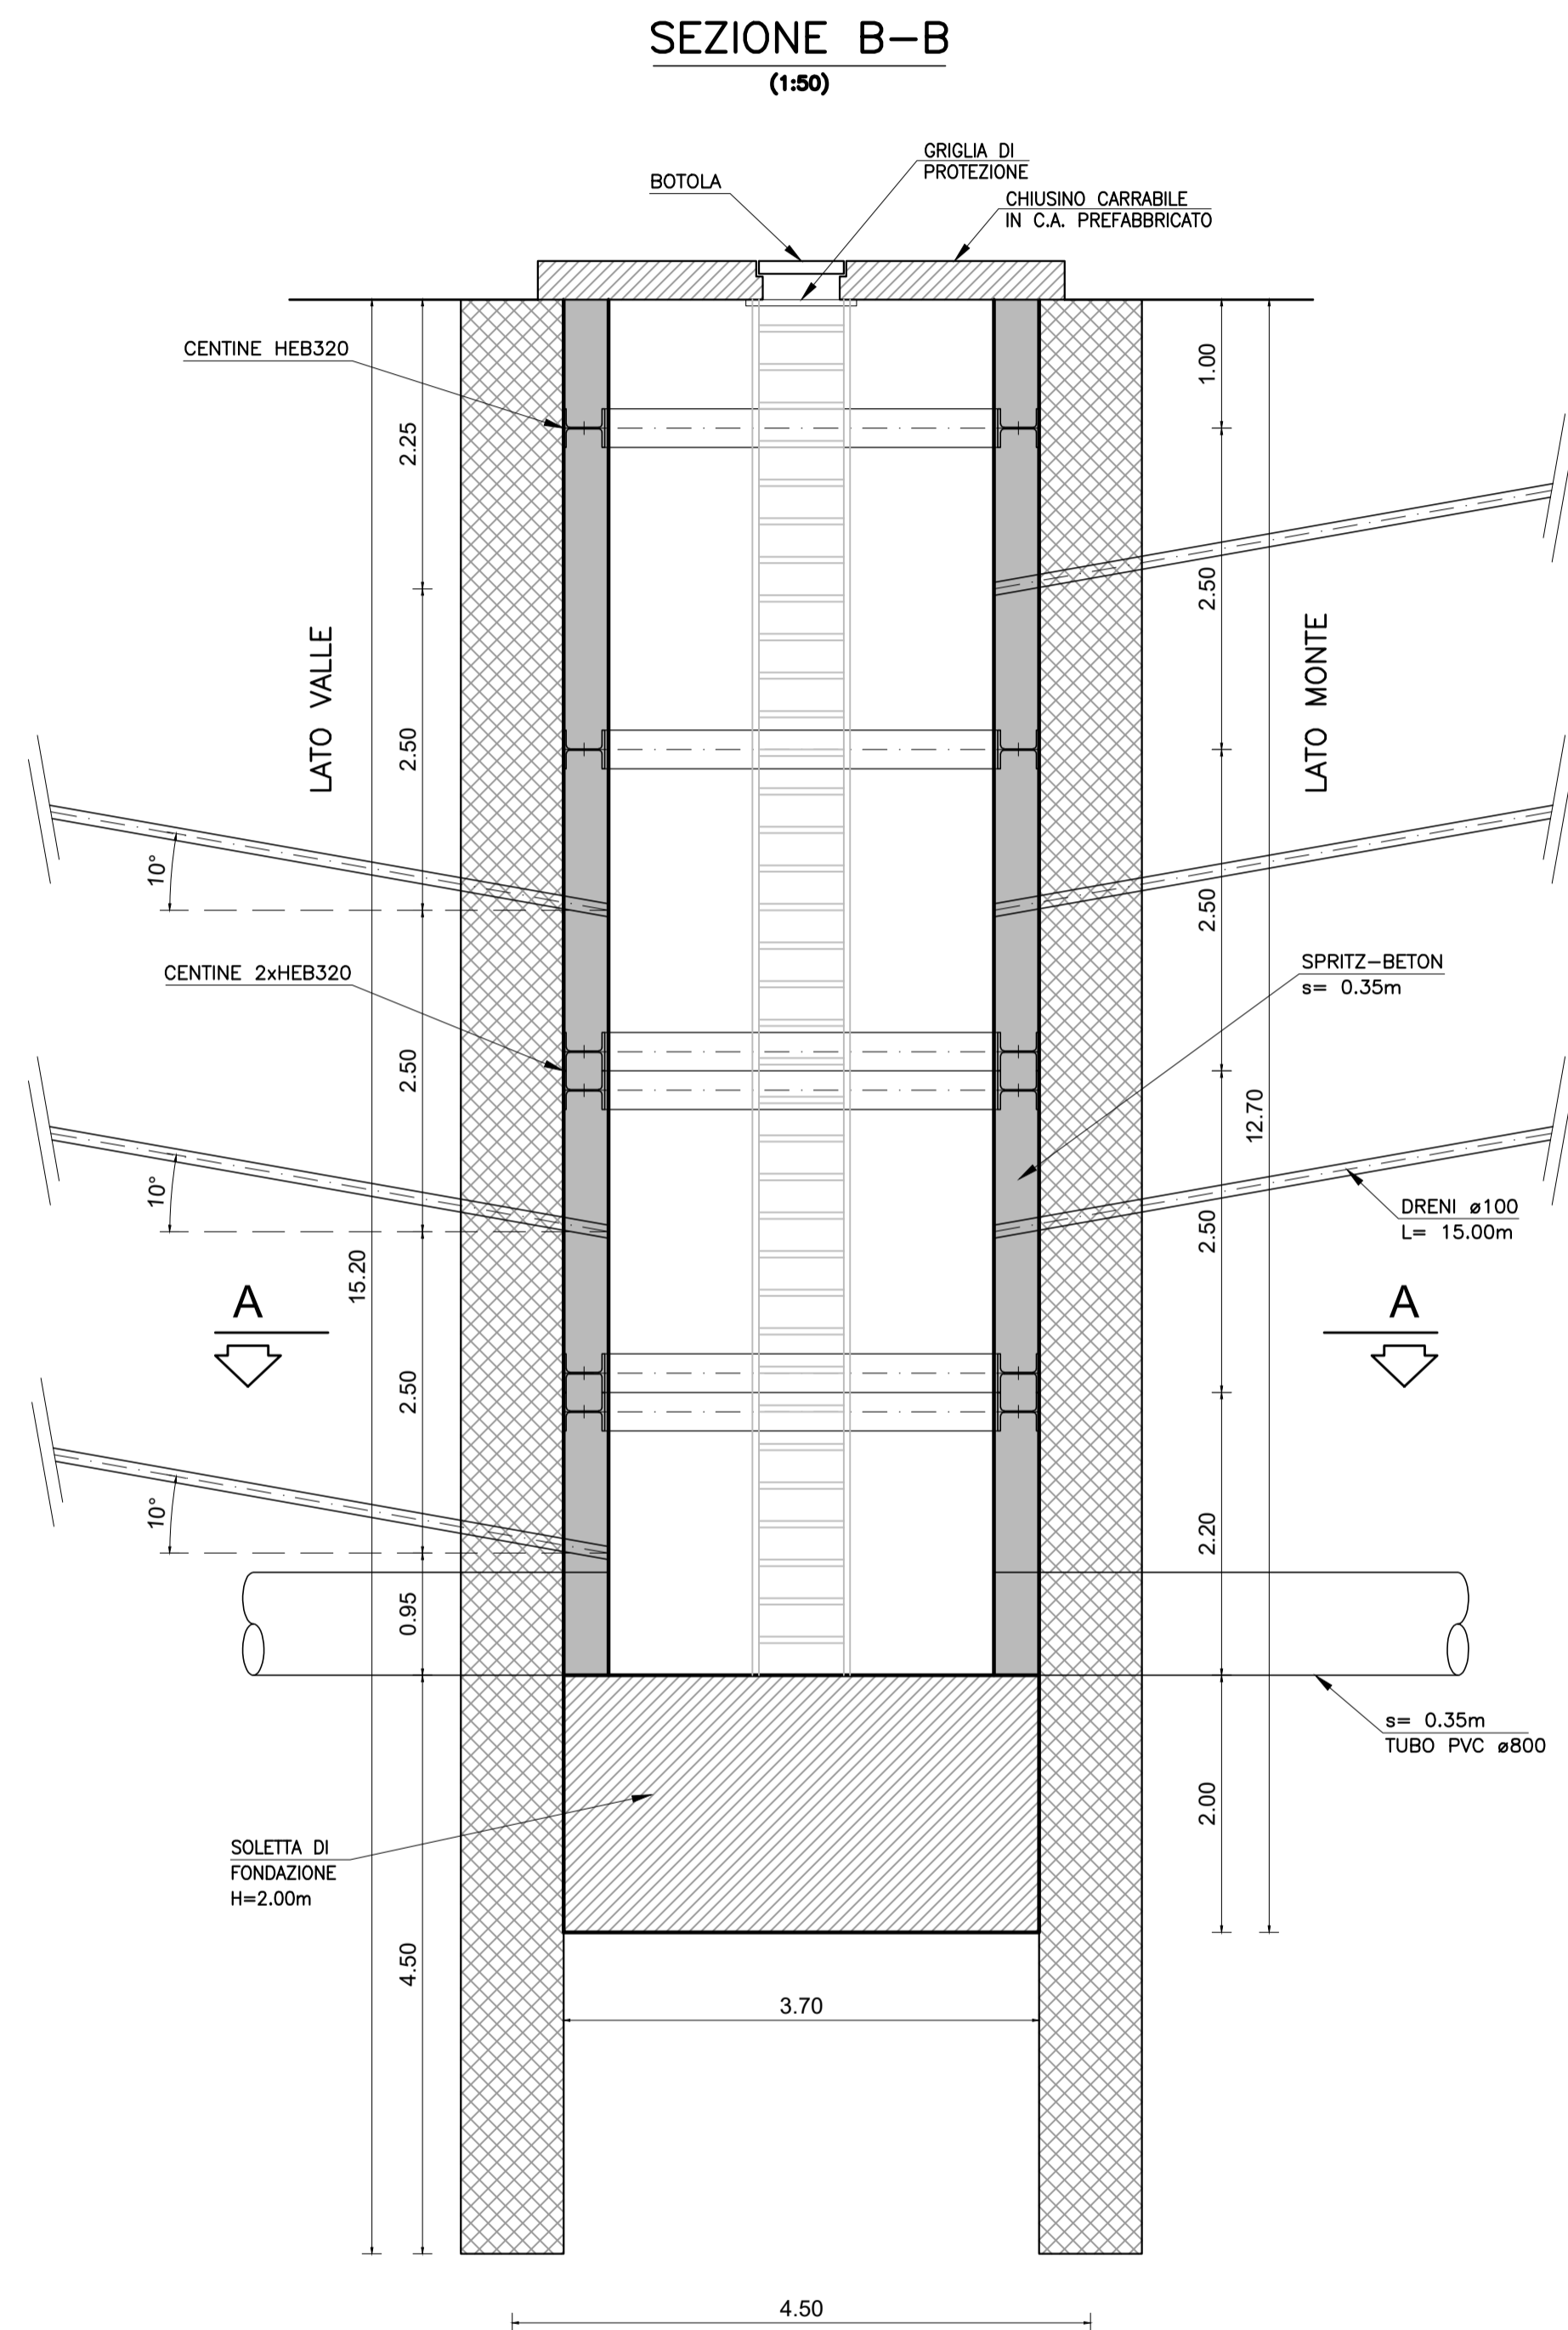 SEZIONE B-B
(1:50)
GRIGLIA DI
PROTEZIONE
BOTOLA
CHIUSINO CARRABILE
IN C.A. PREFABBRICATO
CENTINE HEB320
1.00
2.25
2.50
LATO VALLE
LATO MONTE
2.50
10°
2.50
CENTINE 2xHEB320
SPRITZ-BETON
s= 0.35m
2.50
12.70
10°
DRENI ø100
L= 15.00m
2.50
15.20
A
A
2.50
10°
2.20
0.95
s= 0.35m
TUBO PVC ø800
2.00
SOLETTA DI
FONDAZIONE
H=2.00m
4.50
3.70
4.50